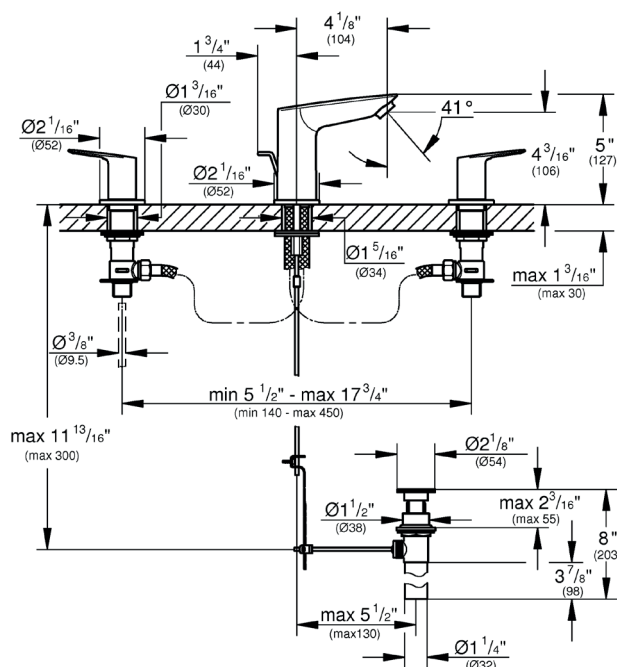 4 1/8"
(104)
1 3/4"
(44)
Ø1 3/16"
(Ø30)
Ø2 1/16"
(Ø52)
41°
5"
(127)
4 3/16"
(106)
Ø2 1/16"
(Ø52)
Ø1 5/16"
(Ø34)
max 1 3/16"
(max 30)
Ø3/8"
(Ø9.5)
min 5 1/2" - max 17 3/4"
(min 140 - max 450)
max 11 13/16"
(max 300)
Ø2 1/8"
(Ø54)
Ø1 1/2"
(Ø38)
max 2 3/16"
(max 55)
8"
(203
3 7/8"
(98)
max 5 1/2"
(max130)
Ø1 1/4"
(Ø32)